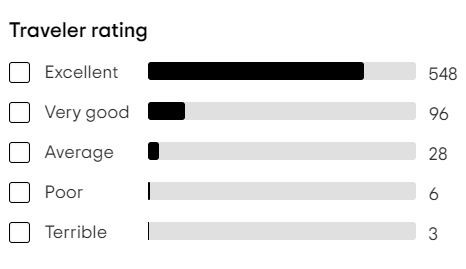 Traveler rating
Excellent 548
Very good 96
Average 28
Poor 6
Terrible 3